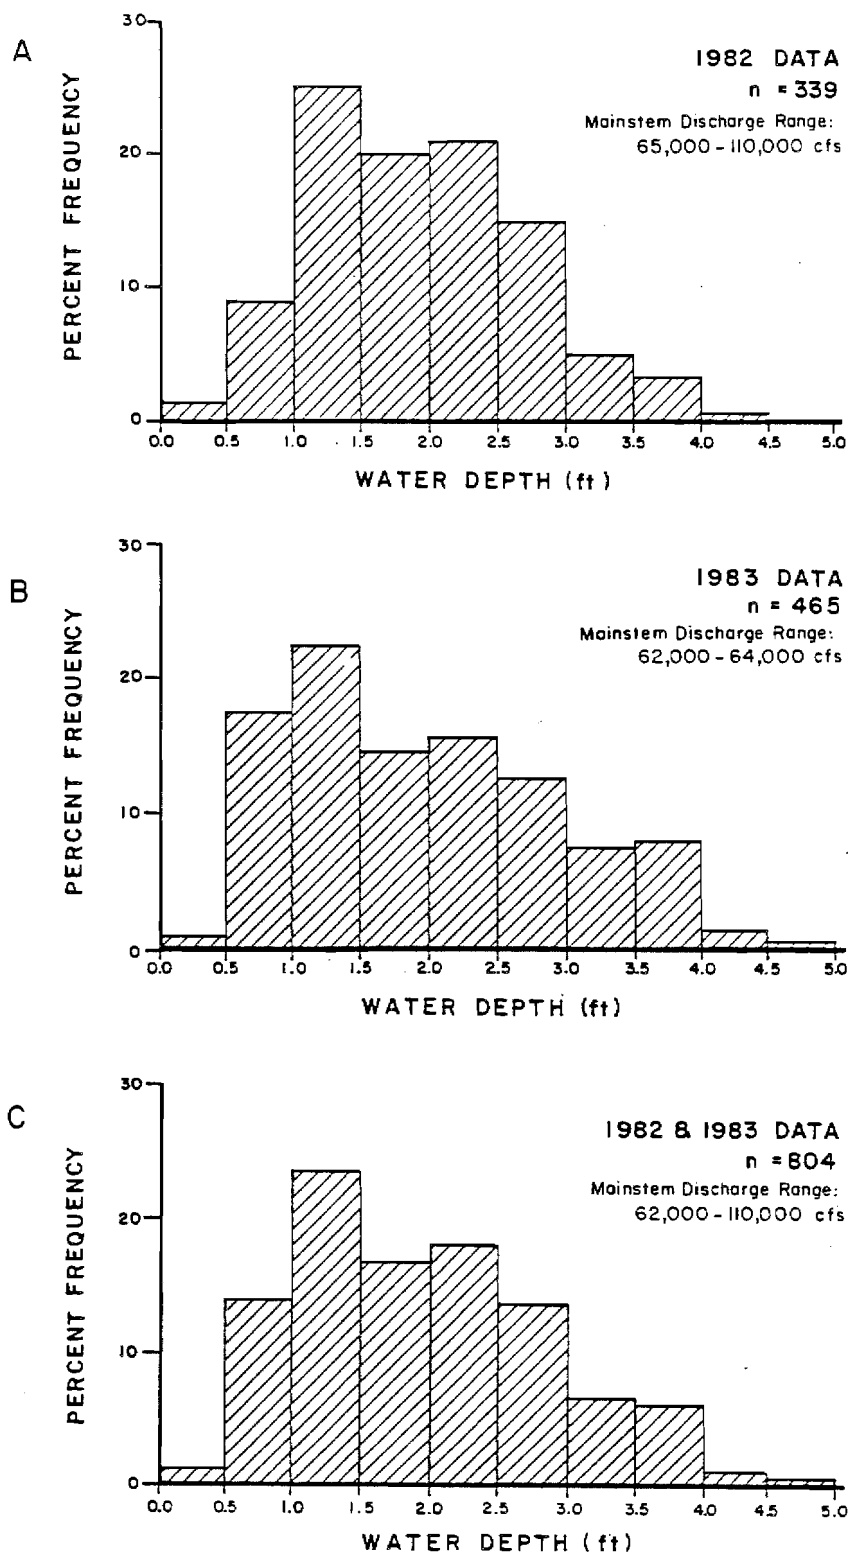 A
1982 DATA
n = 339
Mainstem Discharge Range:
65,000-110,000 cfs
PERCENT FREQUENCY
30
20
10
0
0.0 0.5 1.0 1.5 2.0 2.5 3.0 3.5 4.0 4.5 5.0
WATER DEPTH (ft)
B
1983 DATA
n = 465
Mainstem Discharge Range:
62,000-64,000 cfs
PERCENT FREQUENCY
30
20
10
0
0.0 0.5 1.0 1.5 2.0 2.5 3.0 3.5 4.0 4.5 5.0
WATER DEPTH (ft)
C
1982 & 1983 DATA
n = 804
Mainstem Discharge Range:
62,000-110,000 cfs
PERCENT FREQUENCY
30
20
10
0
0.0 0.5 1.0 1.5 2.0 2.5 3.0 3.5 4.0 4.5 5.0
WATER DEPTH (ft)